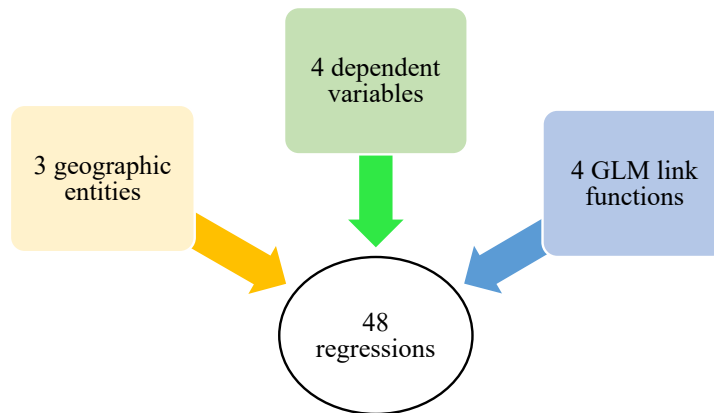 4 dependent
variables
3 geographic
entities
4 GLM link
functions
48
regressions